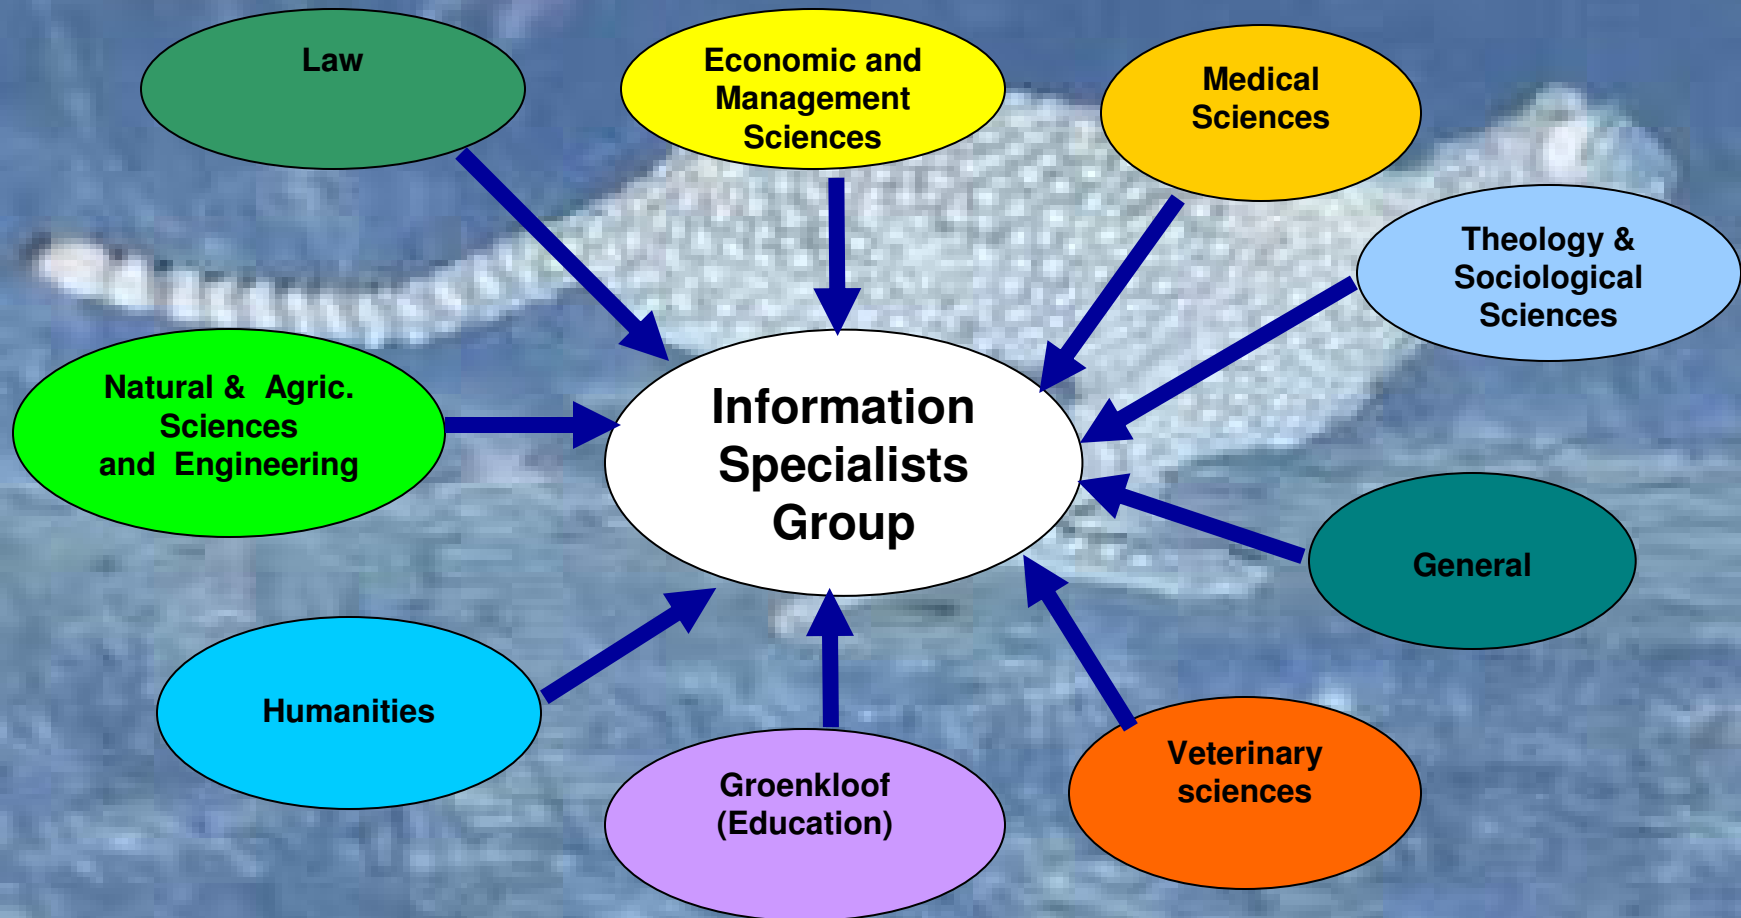 Law
Economic and
Management
Sciences
Medical
Sciences
Theology &
Sociological
Sciences
Natural & Agric.
Sciences
and Engineering
Information
Specialists
Group
General
Humanities
Groenkloof
(Education)
Veterinary
sciences